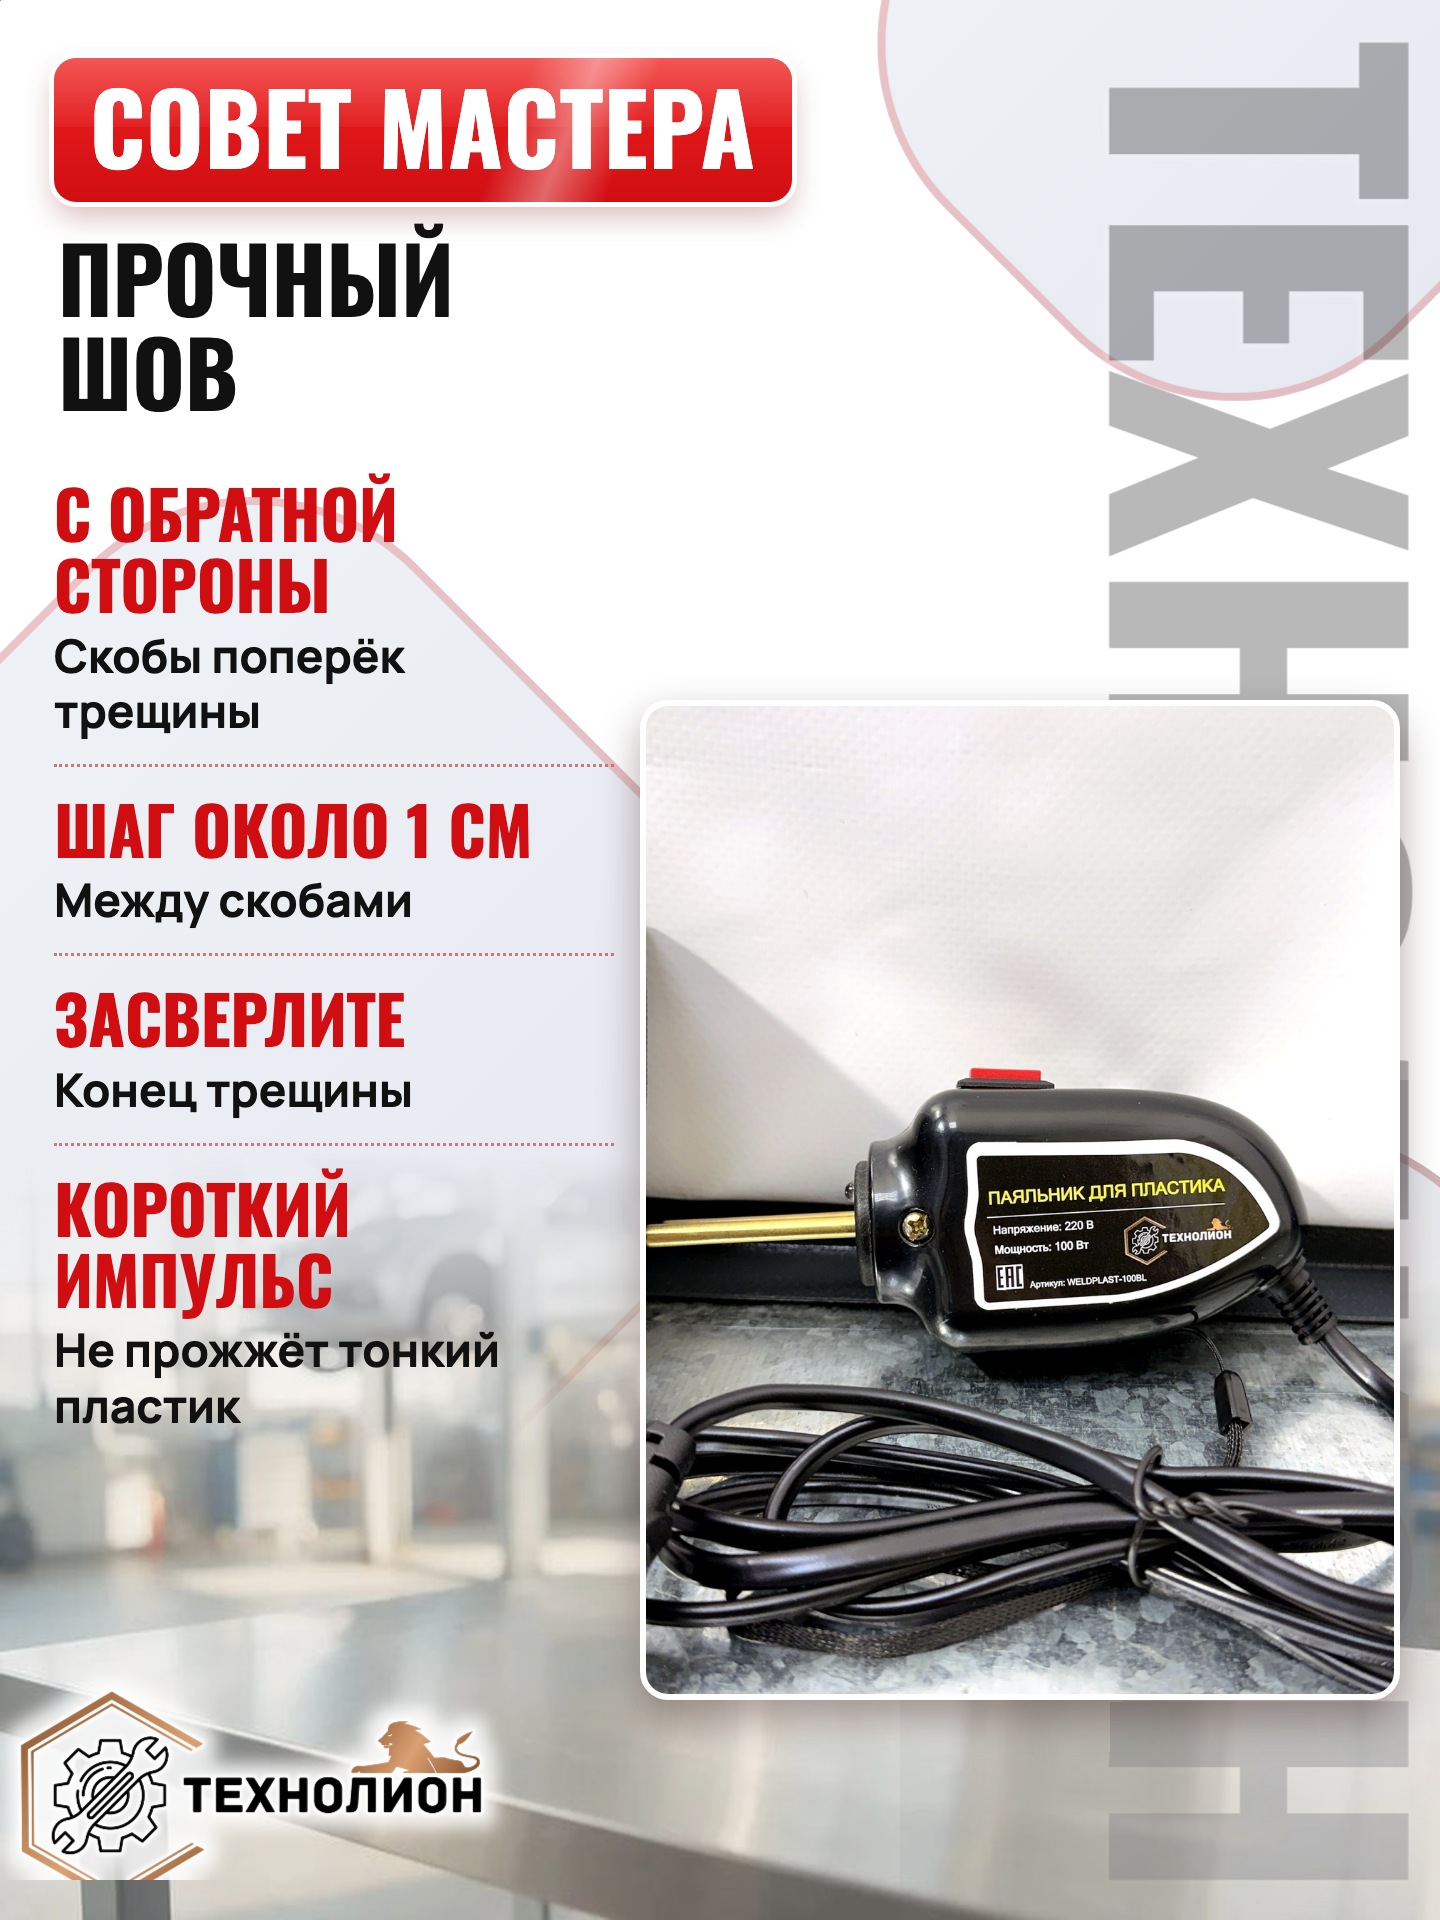 СОВЕТ МАСТЕРА
ПРОЧНЫЙ
ШОВ
С ОБРАТНОЙ
СТОРОНЫ
Скобы поперёк
трещины
ШАГ ОКОЛО 1 СМ
Между скобами
ЗАСВЕРЛИТЕ
Конец трещины
КОРОТКИЙ
ИМПУЛЬС
Не прожжёт тонкий
пластик
ПАЯЛЬНИК ДЛЯ ПЛАСТИКА
Напряжение: 220 В
Мощность: 100 Вт
ТЕХНОЛИОН
EAC
Артикул: WELDPLAST-100BL
ТЕХНОЛИОН
ТЕХНОЛИОН